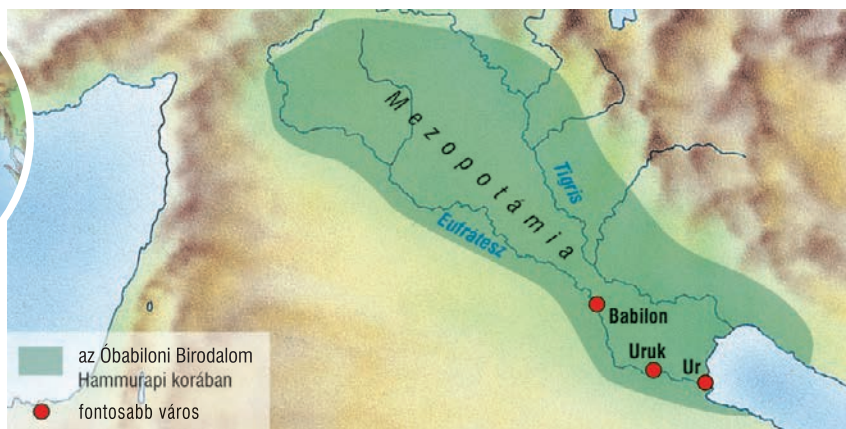 Mezopotámia
Tigris
Eufrátesz
Babilon
Uruk
Ur
az Óbabiloni Birodalom
Hammurapi korában
fontosabb város